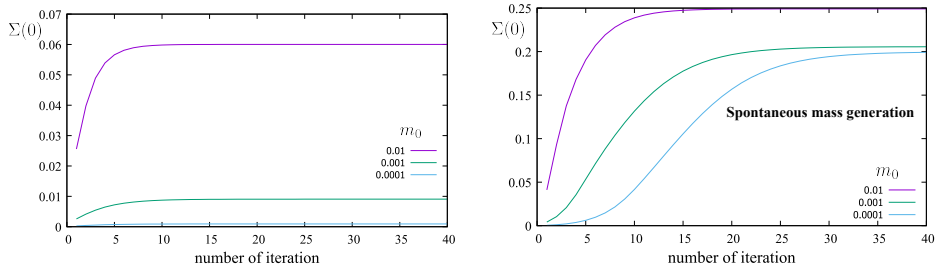 0.07
0.06
0.05
0.04
0.03
0.02
0.01
0
Σ(0)
m₀
0.01
0.001
0.0001
0 5 10 15 20 25 30 35 40
number of iteration
0.25
0.2
0.15
0.1
0.05
0
Σ(0)
Spontaneous mass generation
m₀
0.01
0.001
0.0001
0 5 10 15 20 25 30 35 40
number of iteration